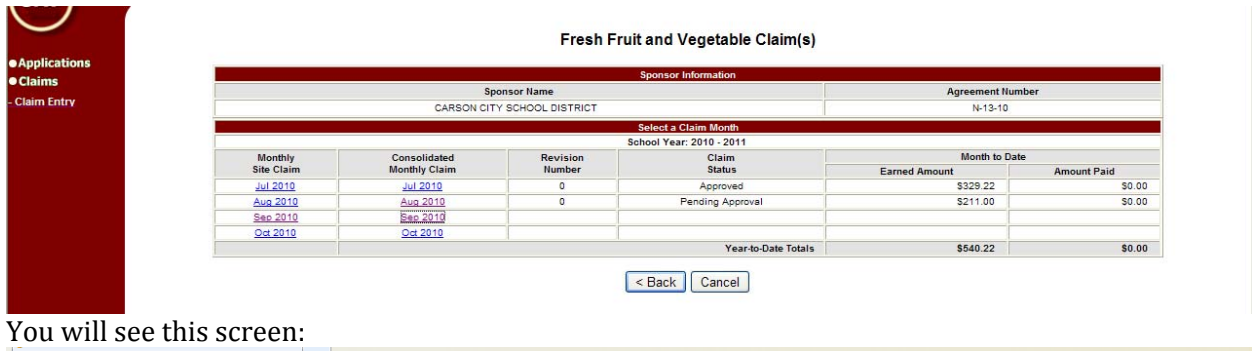 Fresh Fruit and Vegetable Claim(s)
Applications
Claims
- Claim Entry
Sponsor Information
Sponsor Name Agreement Number
CARSON CITY SCHOOL DISTRICT N-13-10
Select a Claim Month
School Year: 2010 - 2011
Monthly Site Claim Consolidated Monthly Claim Revision Number Claim Status Month to Date
Earned Amount Amount Paid
Jul 2010 Jul 2010 0 Approved $329.22 $0.00
Aug 2010 Aug 2010 0 Pending Approval $211.00 $0.00
Sep 2010 Sep 2010
Oct 2010 Oct 2010
Year-to-Date Totals $540.22 $0.00
< Back Cancel
You will see this screen: